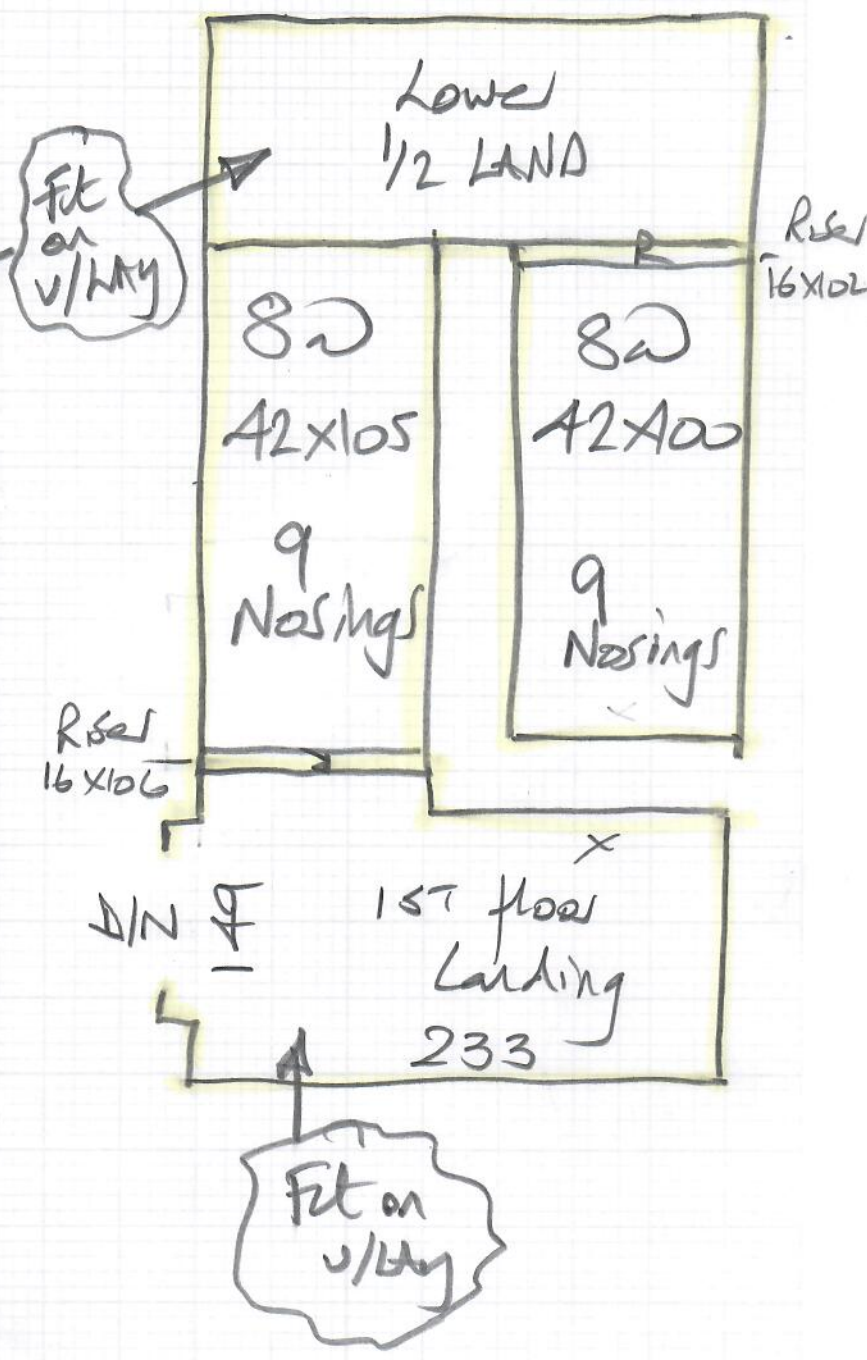 Lower
1/2 LAND
Fit
on
U/LAY
R
Riser
16X102
8@
42X105
9
Nosings
8@
42X100
9
Nosings
X
Riser
16X106
X
D/N
1ST floor
Landing
233
Fit on
U/LAY